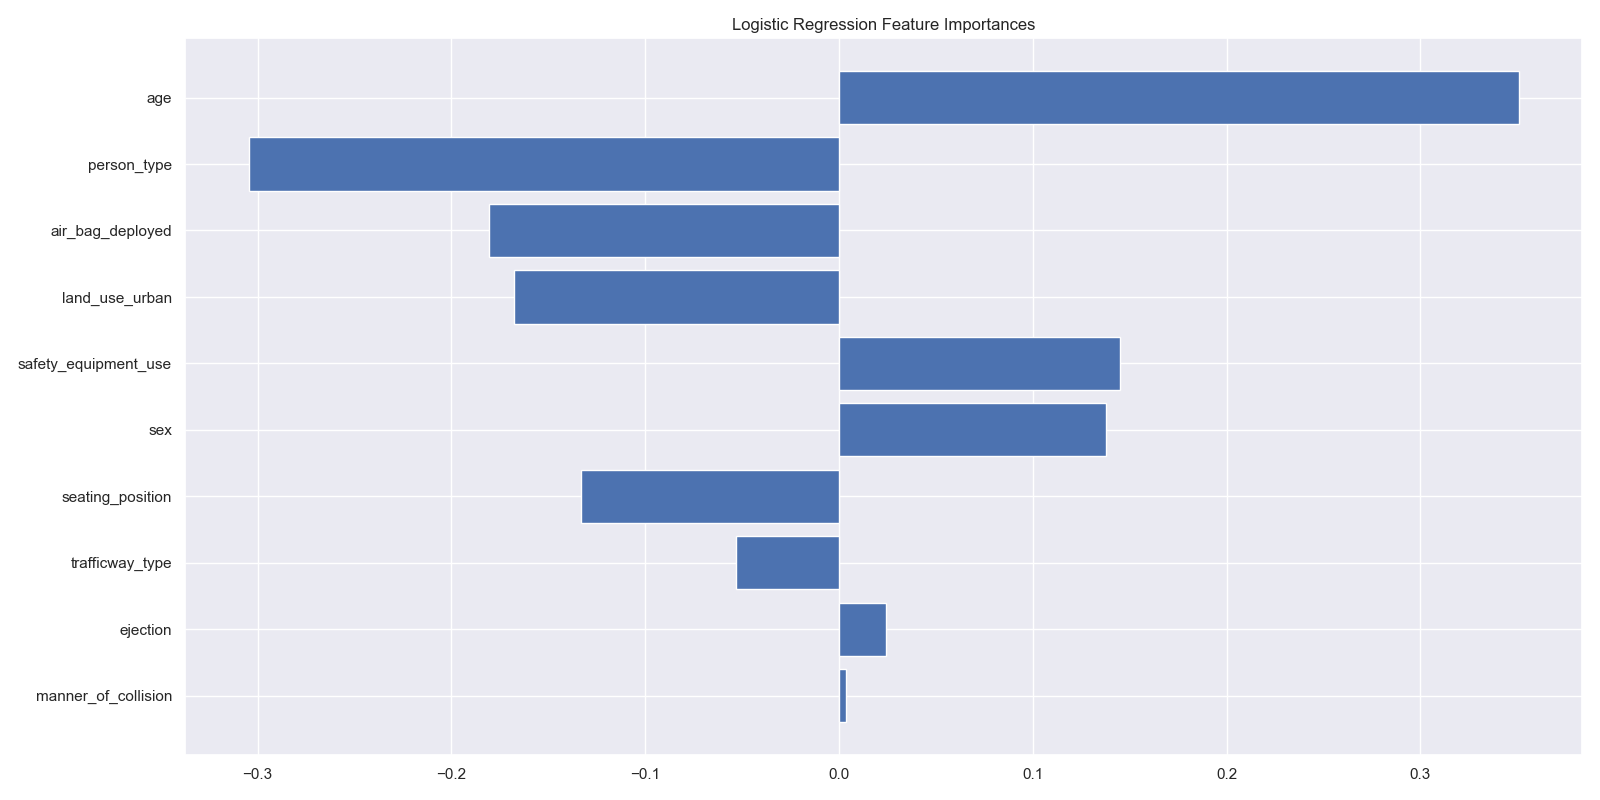 Logistic Regression Feature Importances
age
person_type
air_bag_deployed
land_use_urban
safety_equipment_use
sex
seating_position
trafficway_type
ejection
manner_of_collision
−0.3 −0.2 −0.1 0.0 0.1 0.2 0.3